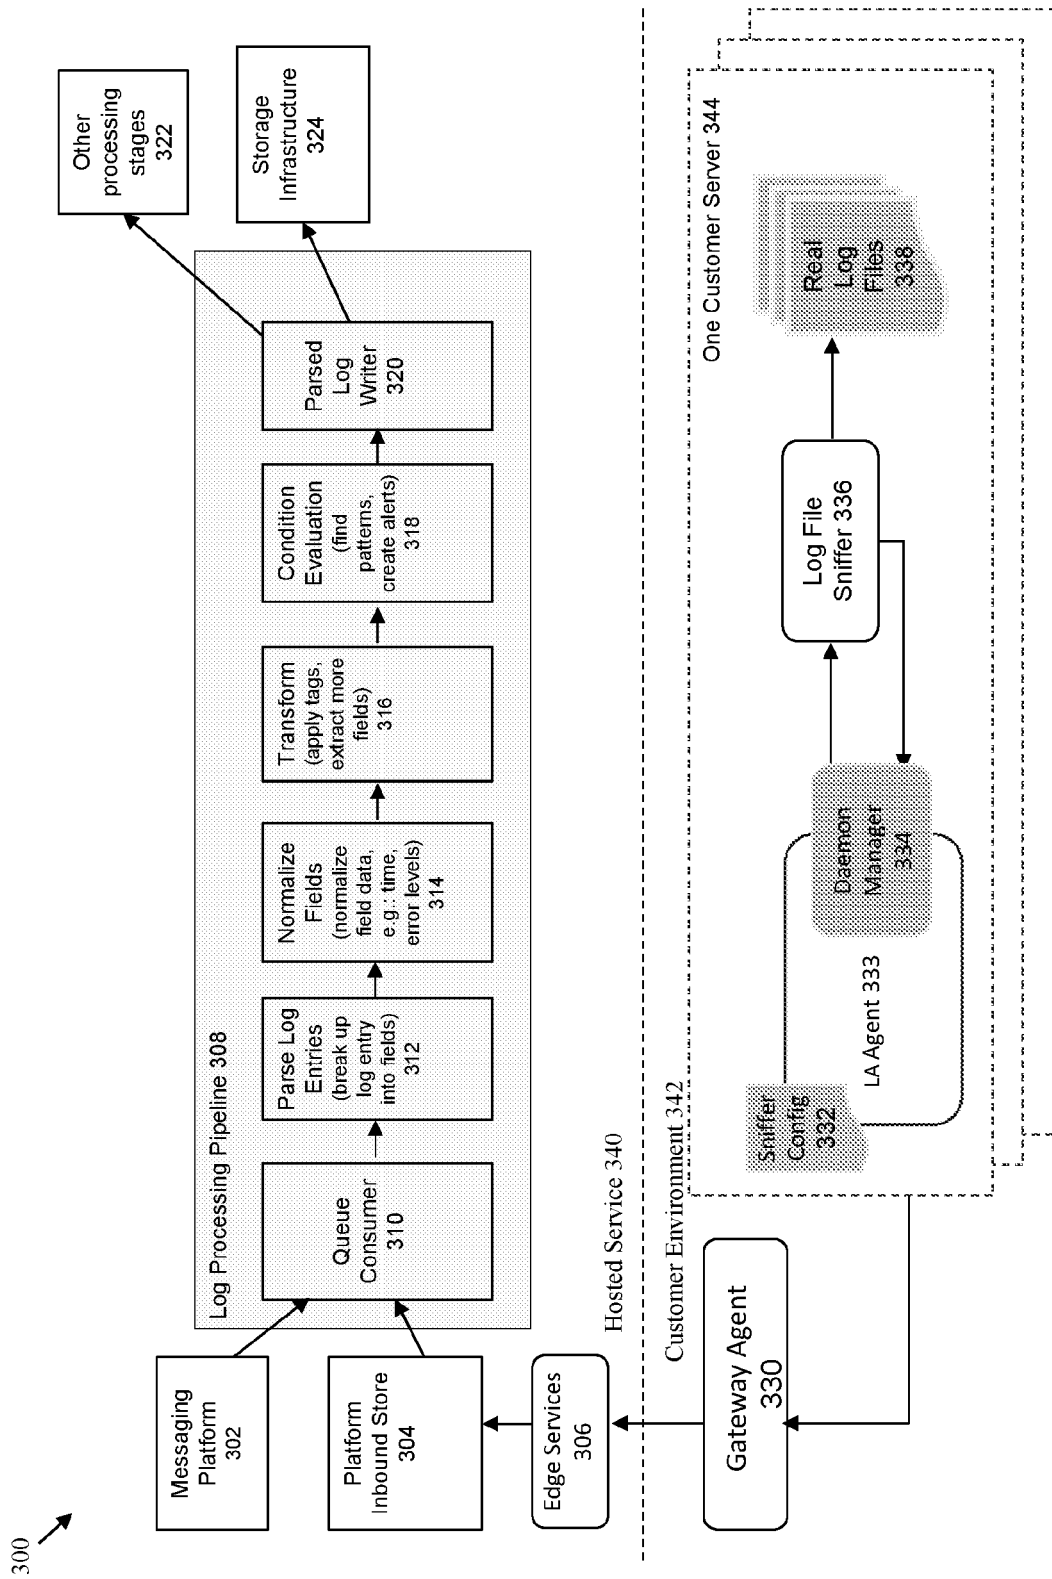 300
Messaging
Platform
302
Platform
Inbound Store
304
Edge Services
306
Log Processing Pipeline 308
Queue
Consumer
310
Parse Log
Entries
(break up
log entry
into fields)
312
Normalize
Fields
(normalize
field data,
e.g.: time,
error levels)
314
Transform
(apply tags,
extract more
fields)
316
Condition
Evaluation
(find
patterns,
create alerts)
318
Parsed
Log
Writer
320
Other
processing
stages
322
Storage
Infrastructure
324
Hosted Service 340
Customer Environment 342
Gateway Agent
330
One Customer Server 344
Sniffer
Config
332
LA Agent 333
Daemon
Manager
334
Log File
Sniffer 336
Real
Log
Files
338